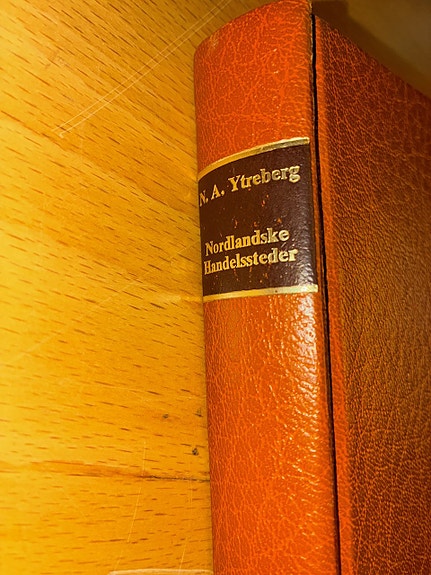 N. A. Ytreberg
Nordlandske
Handelssteder